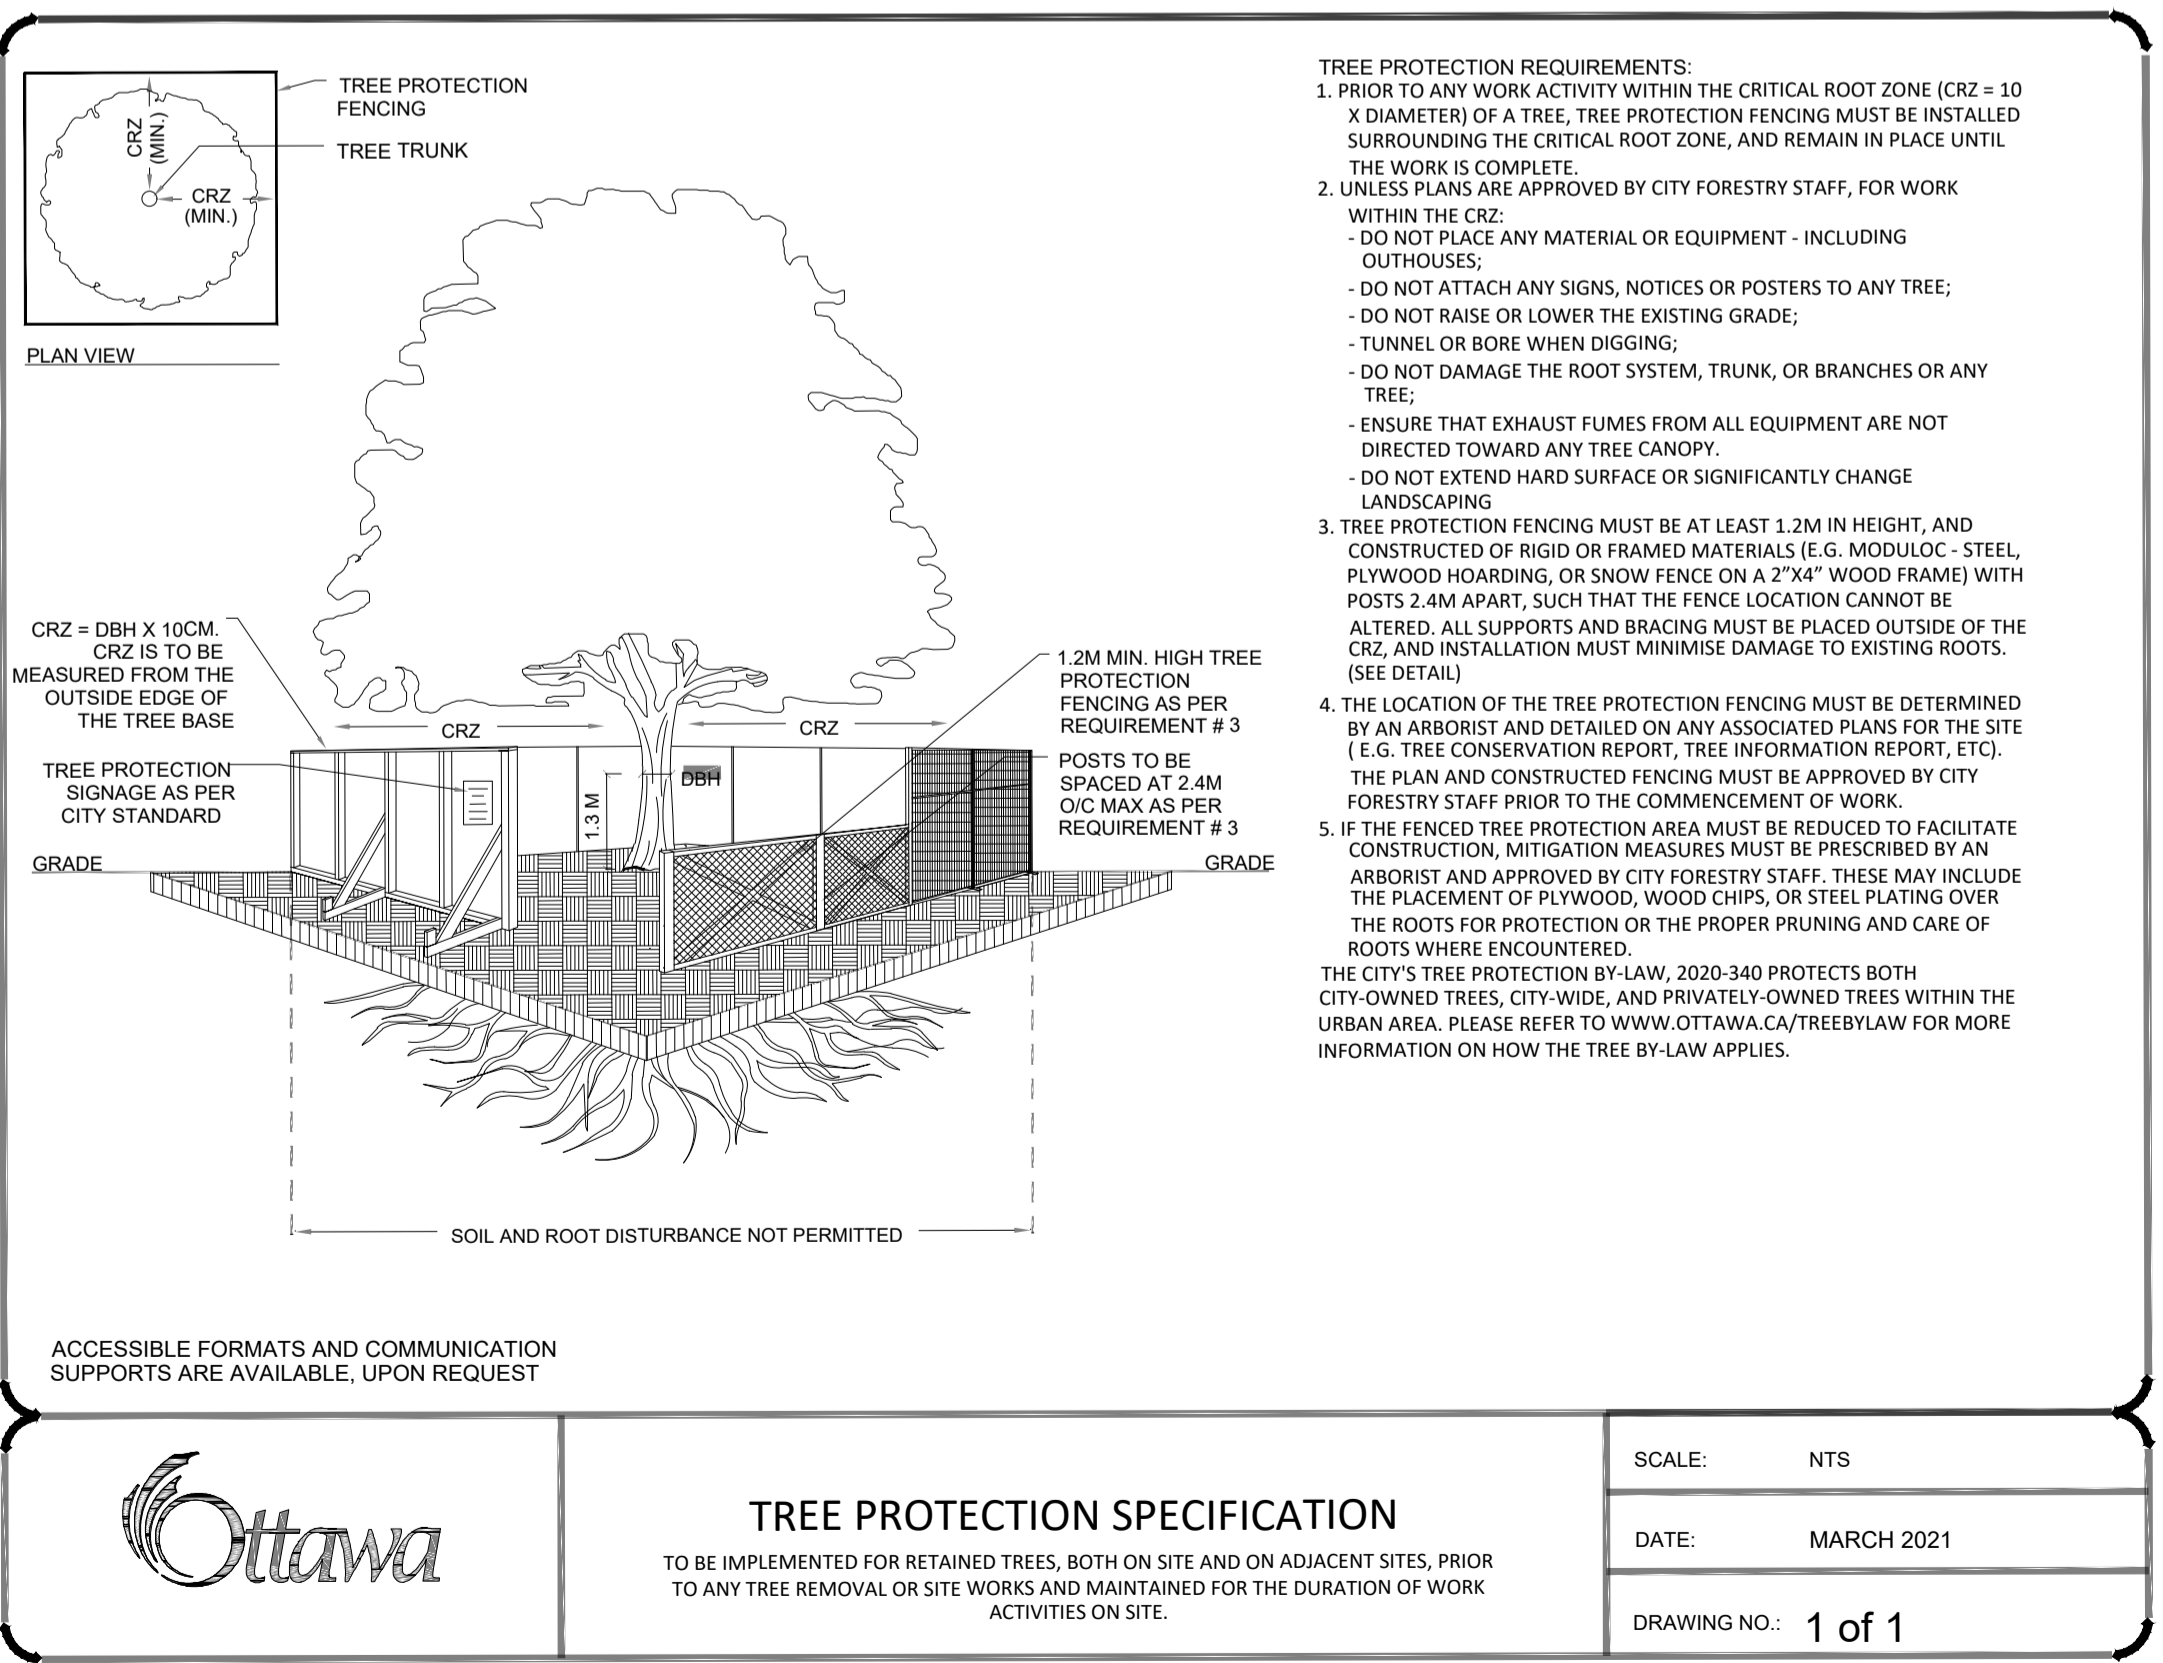 TREE PROTECTION
FENCING
TREE TRUNK
CRZ
(MIN.)
CRZ
(MIN.)
PLAN VIEW
CRZ = DBH X 10CM.
CRZ IS TO BE
MEASURED FROM THE
OUTSIDE EDGE OF
THE TREE BASE
TREE PROTECTION
SIGNAGE AS PER
CITY STANDARD
GRADE
CRZ
CRZ
DBH
1.3 M
1.2M MIN. HIGH TREE
PROTECTION
FENCING AS PER
REQUIREMENT # 3
POSTS TO BE
SPACED AT 2.4M
O/C MAX AS PER
REQUIREMENT # 3
GRADE
SOIL AND ROOT DISTURBANCE NOT PERMITTED
TREE PROTECTION REQUIREMENTS:
1. PRIOR TO ANY WORK ACTIVITY WITHIN THE CRITICAL ROOT ZONE (CRZ = 10
X DIAMETER) OF A TREE, TREE PROTECTION FENCING MUST BE INSTALLED
SURROUNDING THE CRITICAL ROOT ZONE, AND REMAIN IN PLACE UNTIL
THE WORK IS COMPLETE.
2. UNLESS PLANS ARE APPROVED BY CITY FORESTRY STAFF, FOR WORK
WITHIN THE CRZ:
- DO NOT PLACE ANY MATERIAL OR EQUIPMENT - INCLUDING
OUTHOUSES;
- DO NOT ATTACH ANY SIGNS, NOTICES OR POSTERS TO ANY TREE;
- DO NOT RAISE OR LOWER THE EXISTING GRADE;
- TUNNEL OR BORE WHEN DIGGING;
- DO NOT DAMAGE THE ROOT SYSTEM, TRUNK, OR BRANCHES OR ANY
TREE;
- ENSURE THAT EXHAUST FUMES FROM ALL EQUIPMENT ARE NOT
DIRECTED TOWARD ANY TREE CANOPY.
- DO NOT EXTEND HARD SURFACE OR SIGNIFICANTLY CHANGE
LANDSCAPING
3. TREE PROTECTION FENCING MUST BE AT LEAST 1.2M IN HEIGHT, AND
CONSTRUCTED OF RIGID OR FRAMED MATERIALS (E.G. MODULOC - STEEL,
PLYWOOD HOARDING, OR SNOW FENCE ON A 2”X4” WOOD FRAME) WITH
POSTS 2.4M APART, SUCH THAT THE FENCE LOCATION CANNOT BE
ALTERED. ALL SUPPORTS AND BRACING MUST BE PLACED OUTSIDE OF THE
CRZ, AND INSTALLATION MUST MINIMISE DAMAGE TO EXISTING ROOTS.
(SEE DETAIL)
4. THE LOCATION OF THE TREE PROTECTION FENCING MUST BE DETERMINED
BY AN ARBORIST AND DETAILED ON ANY ASSOCIATED PLANS FOR THE SITE
( E.G. TREE CONSERVATION REPORT, TREE INFORMATION REPORT, ETC).
THE PLAN AND CONSTRUCTED FENCING MUST BE APPROVED BY CITY
FORESTRY STAFF PRIOR TO THE COMMENCEMENT OF WORK.
5. IF THE FENCED TREE PROTECTION AREA MUST BE REDUCED TO FACILITATE
CONSTRUCTION, MITIGATION MEASURES MUST BE PRESCRIBED BY AN
ARBORIST AND APPROVED BY CITY FORESTRY STAFF. THESE MAY INCLUDE
THE PLACEMENT OF PLYWOOD, WOOD CHIPS, OR STEEL PLATING OVER
THE ROOTS FOR PROTECTION OR THE PROPER PRUNING AND CARE OF
ROOTS WHERE ENCOUNTERED.
THE CITY'S TREE PROTECTION BY-LAW, 2020-340 PROTECTS BOTH
CITY-OWNED TREES, CITY-WIDE, AND PRIVATELY-OWNED TREES WITHIN THE
URBAN AREA. PLEASE REFER TO WWW.OTTAWA.CA/TREEBYLAW FOR MORE
INFORMATION ON HOW THE TREE BY-LAW APPLIES.
ACCESSIBLE FORMATS AND COMMUNICATION
SUPPORTS ARE AVAILABLE, UPON REQUEST
Ottawa
TREE PROTECTION SPECIFICATION
TO BE IMPLEMENTED FOR RETAINED TREES, BOTH ON SITE AND ON ADJACENT SITES, PRIOR
TO ANY TREE REMOVAL OR SITE WORKS AND MAINTAINED FOR THE DURATION OF WORK
ACTIVITIES ON SITE.
SCALE: NTS
DATE: MARCH 2021
DRAWING NO.: 1 of 1